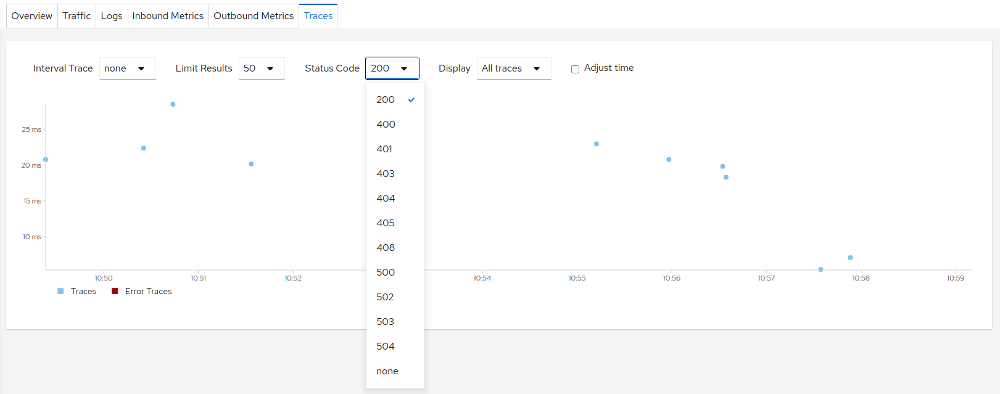 Overview Traffic Logs Inbound Metrics Outbound Metrics Traces
Interval Trace none Limit Results 50 Status Code 200 Display All traces Adjust time
200
400
401
403
404
405
408
500
502
503
504
none
25 ms
20 ms
15 ms
10 ms
10:50 10:51 10:52 10:54 10:55 10:56 10:57 10:58 10:59
Traces Error Traces